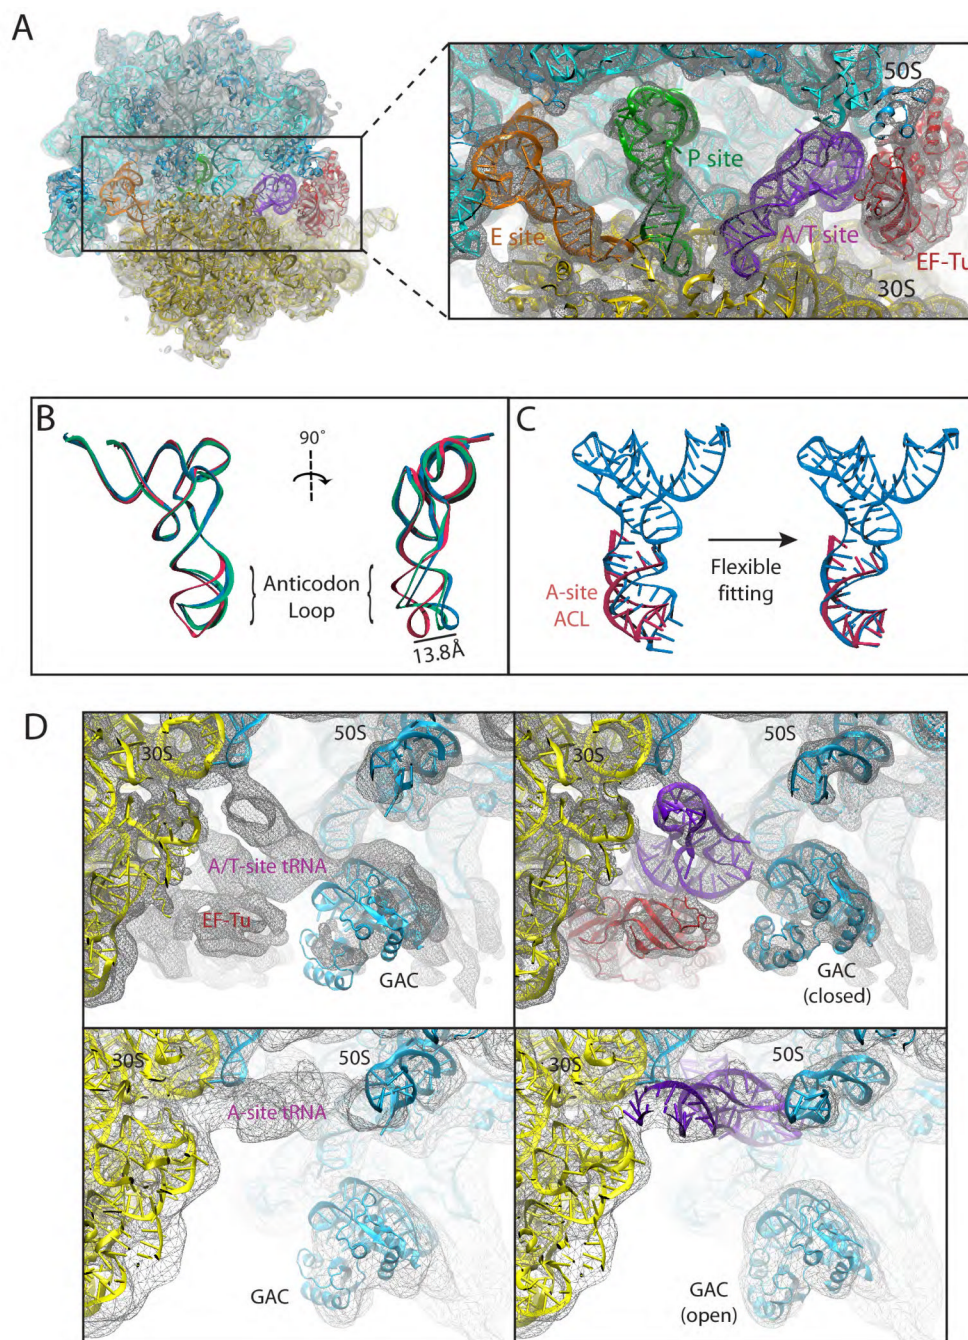 A
50S
P site
E site
A/T site
EF-Tu
30S
B
90°
Anticodon
Loop
13.8Å
C
A-site
ACL
Flexible
fitting
D
30S
50S
A/T-site tRNA
EF-Tu
GAC
30S
50S
GAC
(closed)
30S
50S
A-site tRNA
GAC
30S
50S
GAC
(open)